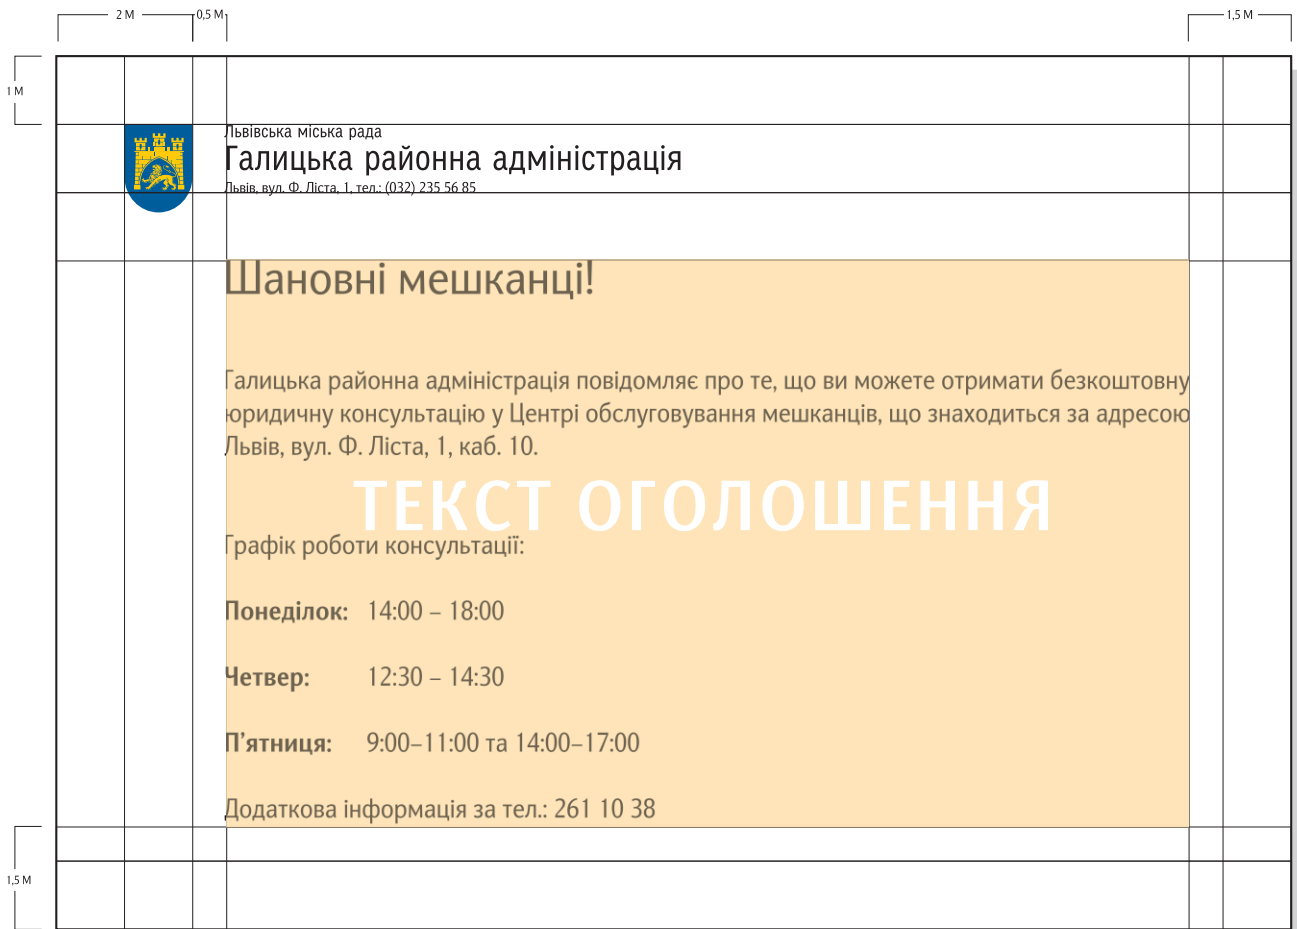 2 М
0,5 М
1,5 М
1 М
Львівська міська рада
Галицька районна адміністрація
Львів, вул. Ф. Ліста, 1, тел.: (032) 235 56 85
Шановні мешканці!
Галицька районна адміністрація повідомляє про те, що ви можете отримати безкоштовну
юридичну консультацію у Центрі обслуговування мешканців, що знаходиться за адресою
Львів, вул. Ф. Ліста, 1, каб. 10.
ТЕКСТ ОГОЛОШЕННЯ
Графік роботи консультації:
Понеділок: 14:00 – 18:00
Четвер: 12:30 – 14:30
П’ятниця: 9:00–11:00 та 14:00–17:00
Додаткова інформація за тел.: 261 10 38
1,5 М